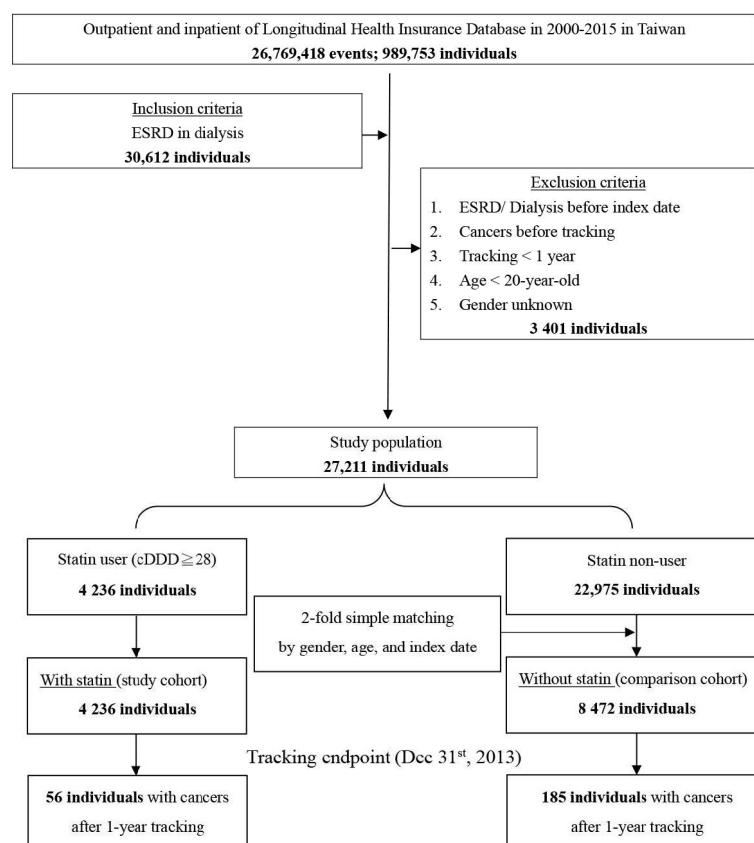 Outpatient and inpatient of Longitudinal Health Insurance Database in 2000-2015 in Taiwan
26,769,418 events; 989,753 individuals
Inclusion criteria
ESRD in dialysis
30,612 individuals
Exclusion criteria
1. ESRD/ Dialysis before index date
2. Cancers before tracking
3. Tracking < 1 year
4. Age < 20-year-old
5. Gender unknown
3 401 individuals
Study population
27,211 individuals
Statin user (cDDD≧28)
4 236 individuals
Statin non-user
22,975 individuals
2-fold simple matching
by gender, age, and index date
With statin (study cohort)
4 236 individuals
Without statin (comparison cohort)
8 472 individuals
Tracking endpoint (Dec 31st, 2013)
56 individuals with cancers
after 1-year tracking
185 individuals with cancers
after 1-year tracking